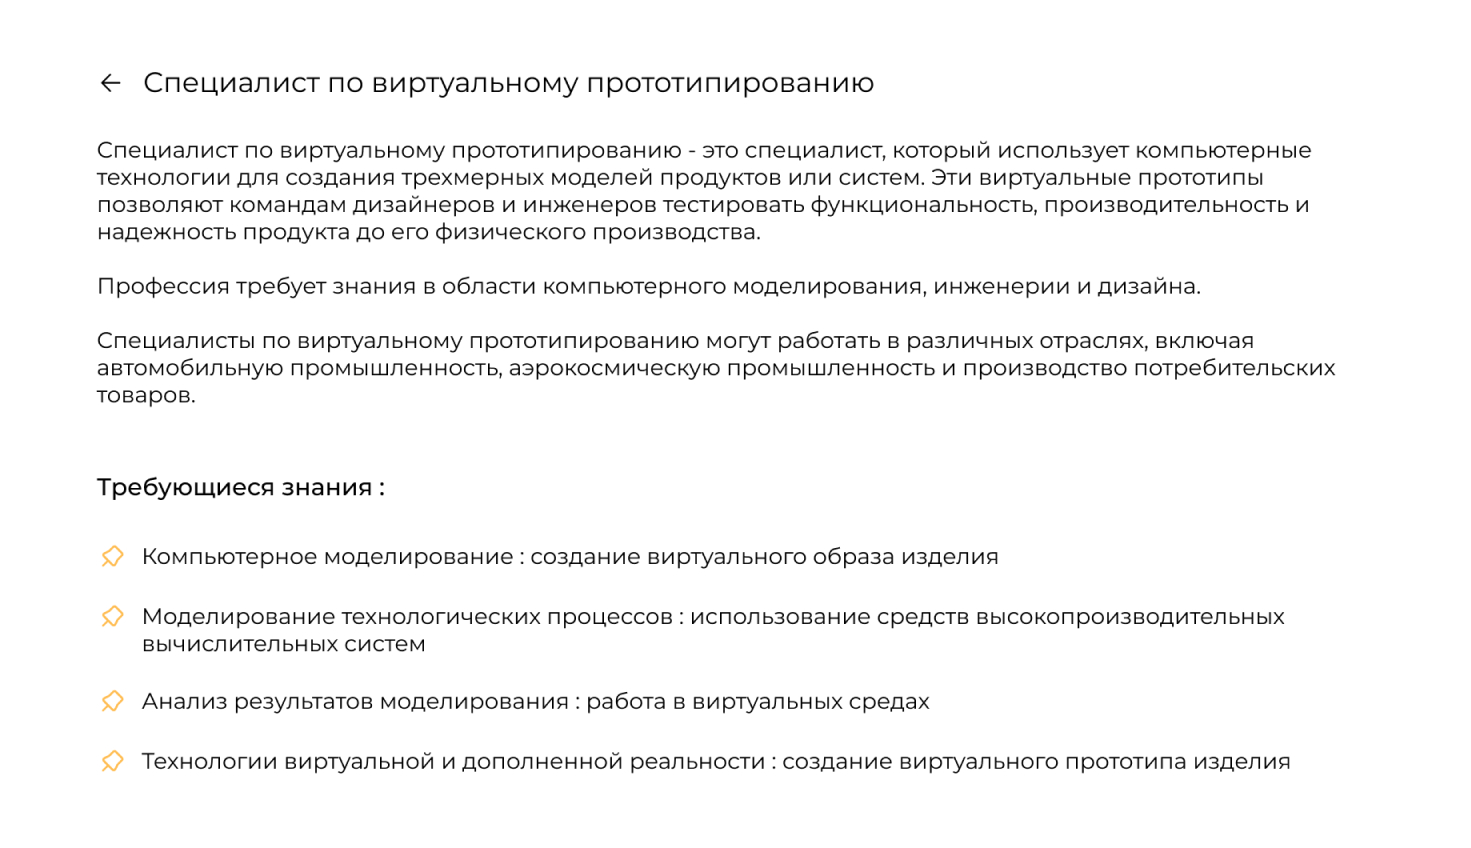 Специалист по виртуальному прототипированию
Специалист по виртуальному прототипированию - это специалист, который использует компьютерные
технологии для создания трехмерных моделей продуктов или систем. Эти виртуальные прототипы
позволяют командам дизайнеров и инженеров тестировать функциональность, производительность и
надежность продукта до его физического производства.
Профессия требует знания в области компьютерного моделирования, инженерии и дизайна.
Специалисты по виртуальному прототипированию могут работать в различных отраслях, включая
автомобильную промышленность, аэрокосмическую промышленность и производство потребительских
товаров.
Требующиеся знания :
Компьютерное моделирование : создание виртуального образа изделия
Моделирование технологических процессов : использование средств высокопроизводительных
вычислительных систем
Анализ результатов моделирования : работа в виртуальных средах
Технологии виртуальной и дополненной реальности : создание виртуального прототипа изделия